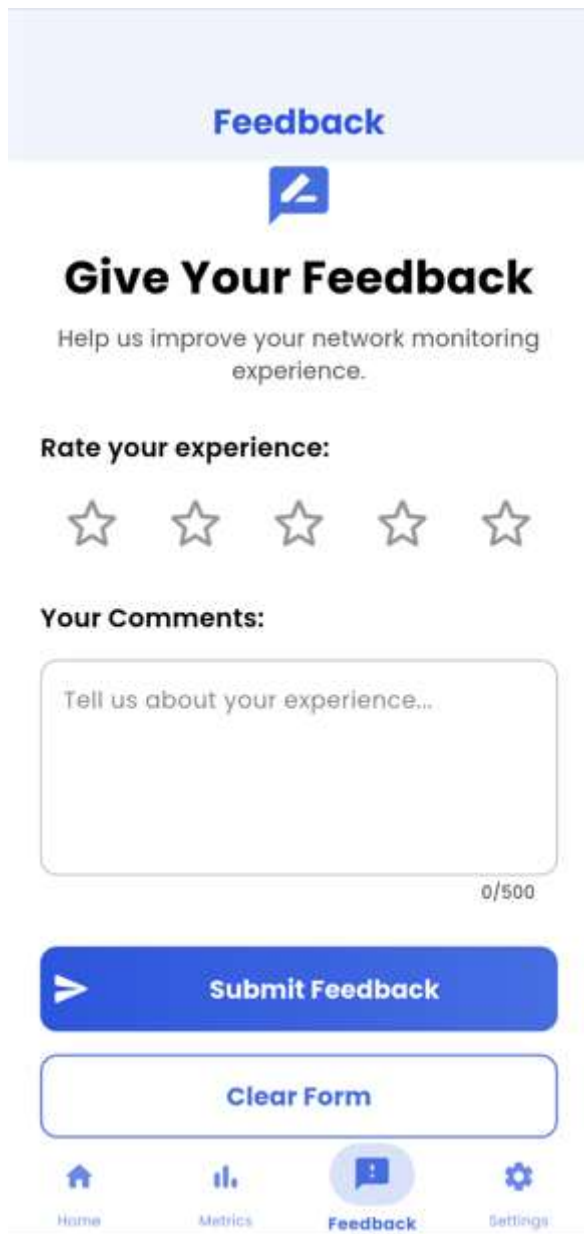 Feedback
Give Your Feedback
Help us improve your network monitoring
experience.
Rate your experience:
Your Comments:
Tell us about your experience...
0/500
Submit Feedback
Clear Form
Home
Metrics
Feedback
Settings